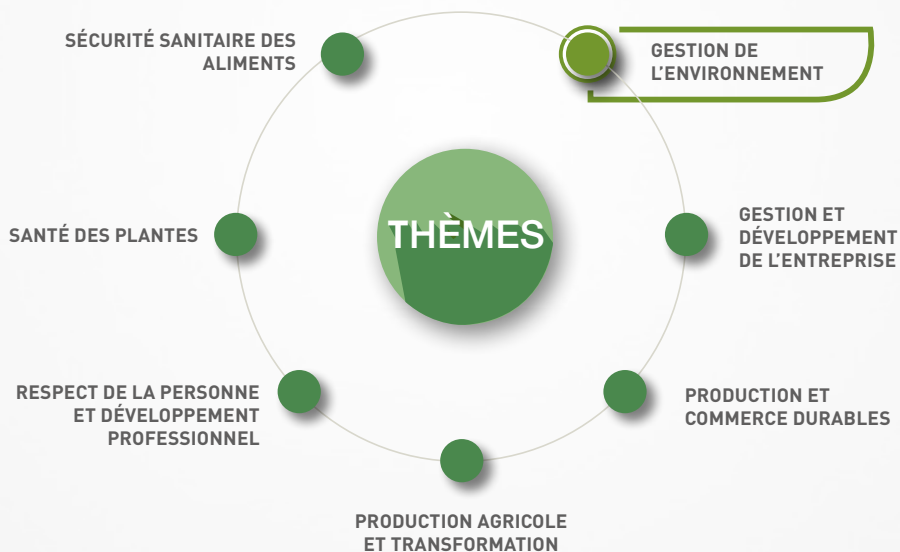 SÉCURITÉ SANITAIRE DES
ALIMENTS
GESTION DE
L'ENVIRONNEMENT
SANTÉ DES PLANTES
THÈMES
GESTION ET
DÉVELOPPEMENT
DE L'ENTREPRISE
RESPECT DE LA PERSONNE
ET DÉVELOPPEMENT
PROFESSIONNEL
PRODUCTION ET
COMMERCE DURABLES
PRODUCTION AGRICOLE
ET TRANSFORMATION